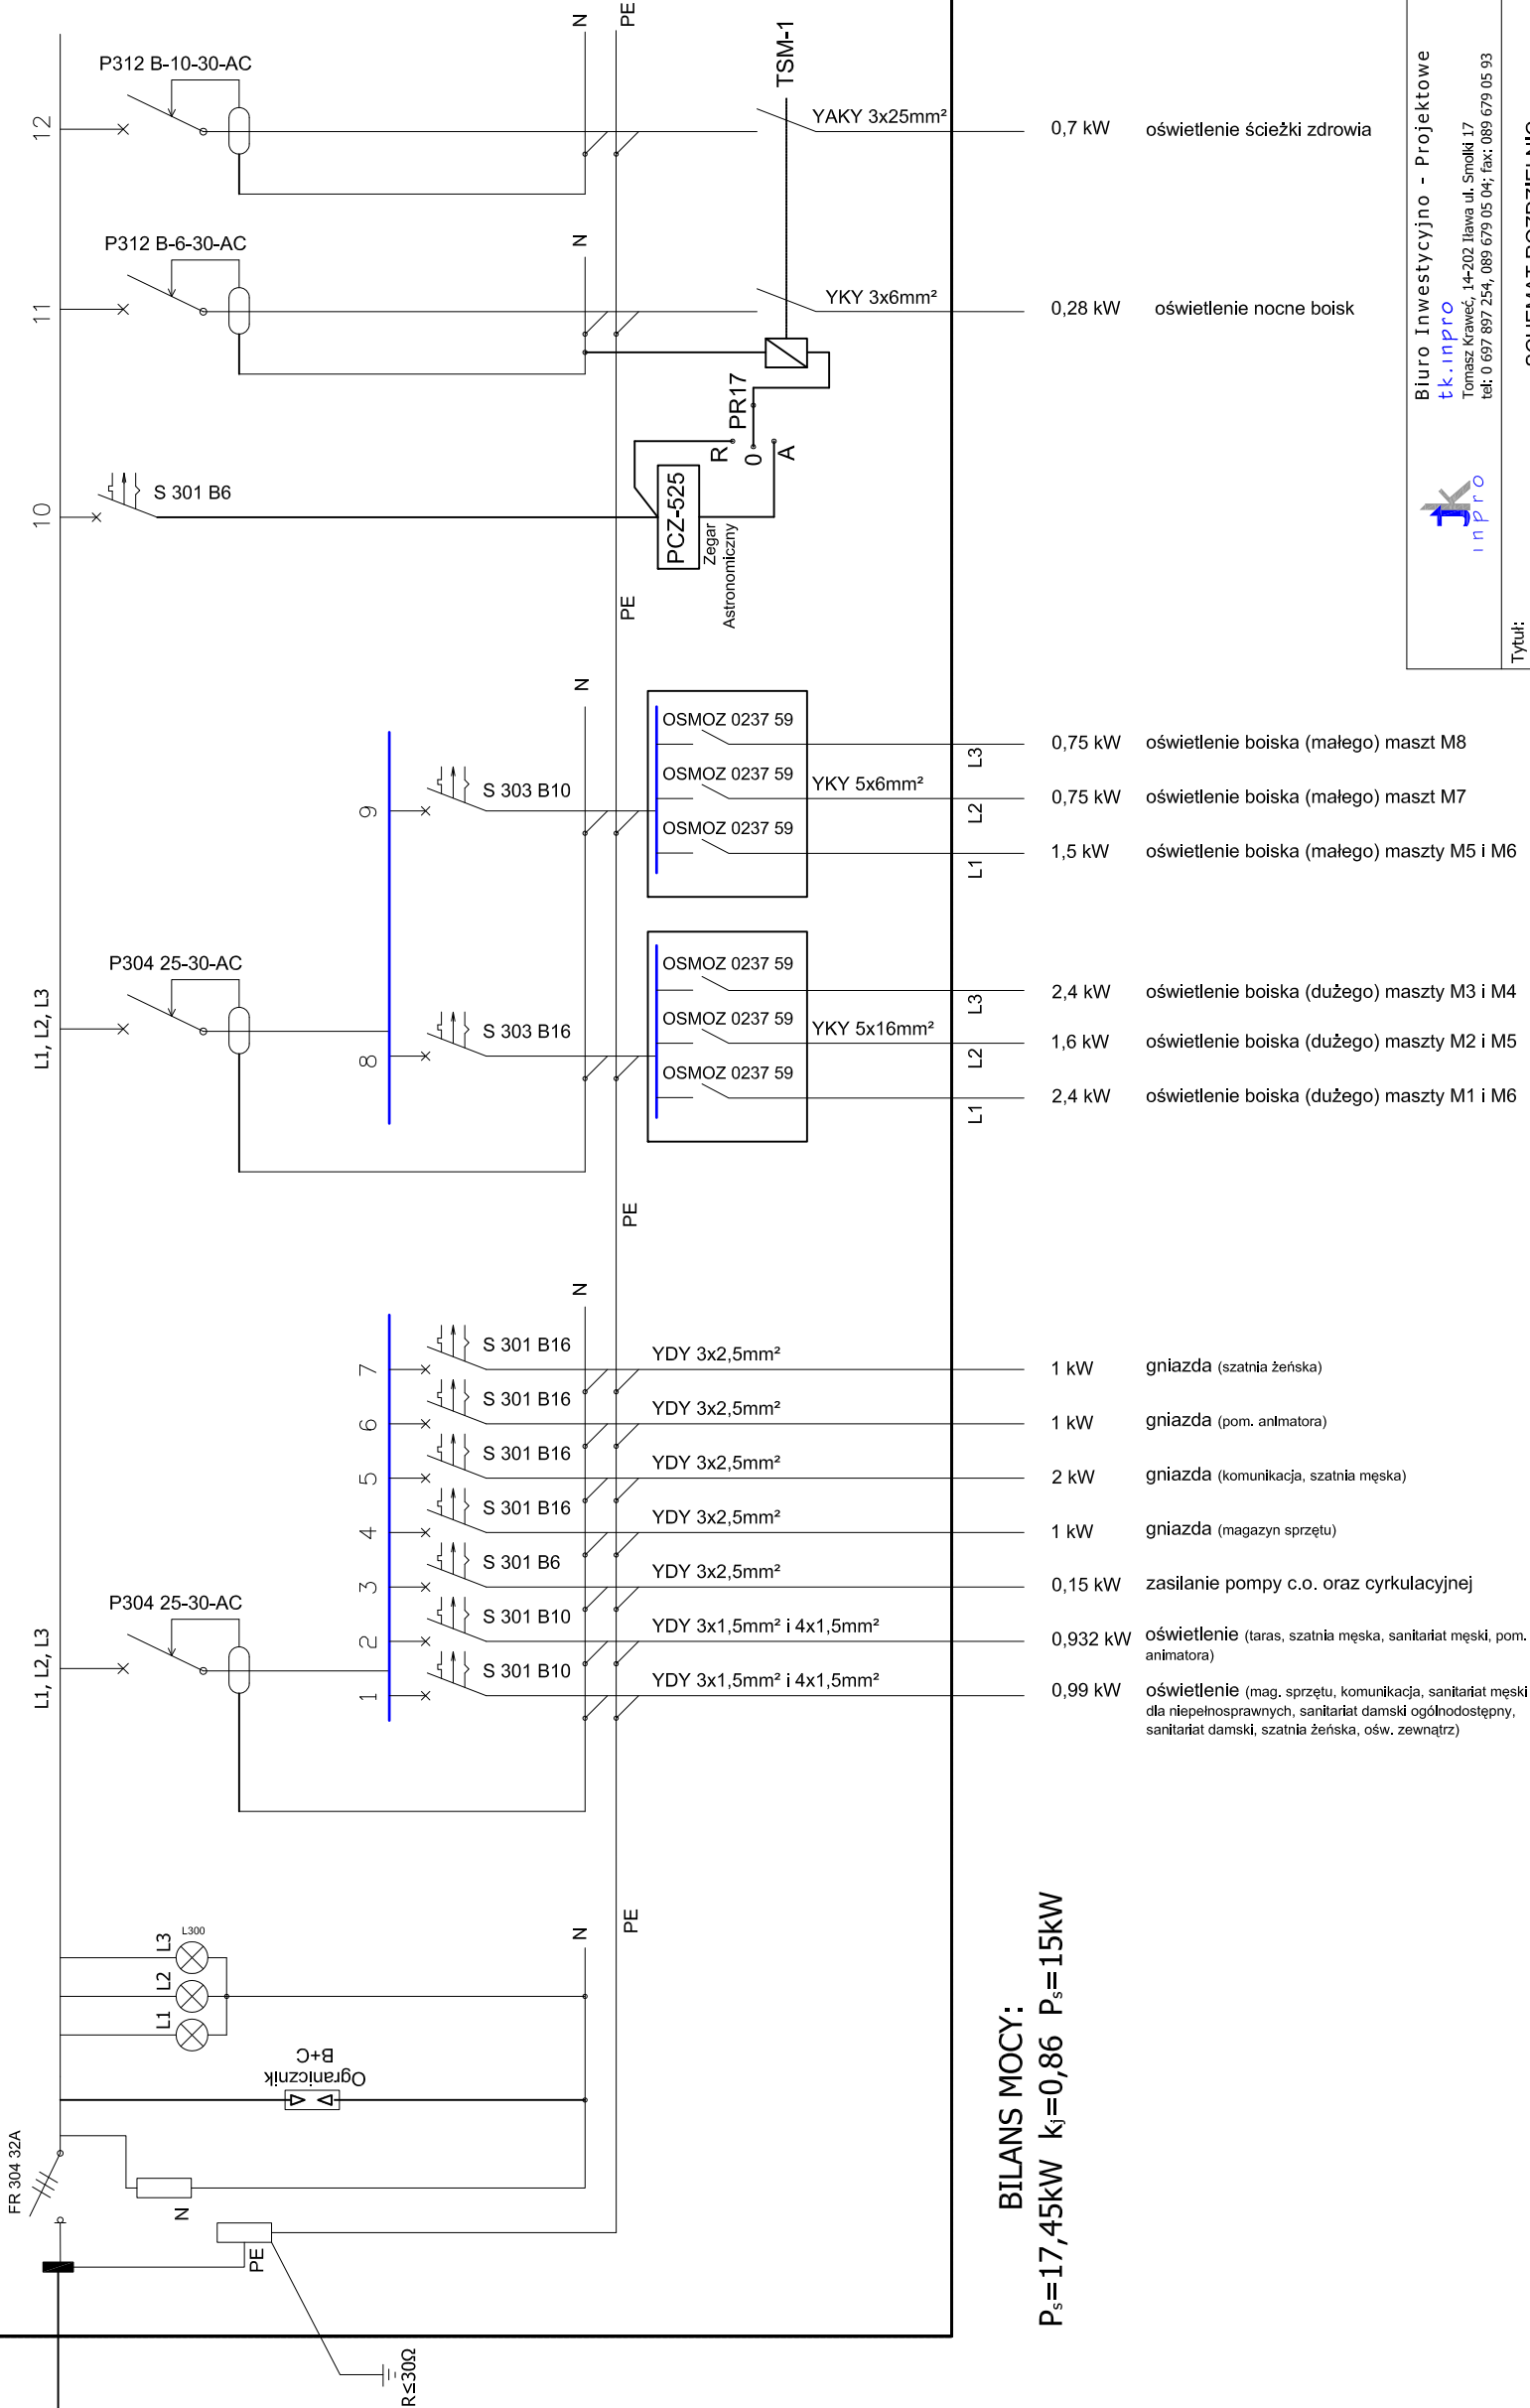 12
P312 B-10-30-AC
N
PE
TSM-1
YAKY 3x25mm²
0,7 kW oświetlenie ścieżki zdrowia
11
P312 B-6-30-AC
N
YKY 3x6mm²
0,28 kW oświetlenie nocne boisk
PR17
R
0
A
10
S 301 B6
PCZ-525
Zegar
Astronomiczny
PE
Biuro Inwestycyjno - Projektowe
tk.inpro
Tomasz Kraweć, 14-202 Iława ul. Smolki 17
tel: 0 697 897 254, 089 679 05 04; fax: 089 679 05 93
inpro
Tytuł:
N
9
S 303 B10
OSMOZ 0237 59
OSMOZ 0237 59
OSMOZ 0237 59
YKY 5x6mm²
L3
0,75 kW oświetlenie boiska (małego) maszt M8
L2
0,75 kW oświetlenie boiska (małego) maszt M7
L1
1,5 kW oświetlenie boiska (małego) maszty M5 i M6
L1, L2, L3
P304 25-30-AC
8
S 303 B16
OSMOZ 0237 59
OSMOZ 0237 59
OSMOZ 0237 59
YKY 5x16mm²
L3
2,4 kW oświetlenie boiska (dużego) maszty M3 i M4
L2
1,6 kW oświetlenie boiska (dużego) maszty M2 i M5
L1
2,4 kW oświetlenie boiska (dużego) maszty M1 i M6
PE
N
7
S 301 B16
YDY 3x2,5mm²
1 kW gniazda (szatnia żeńska)
6
S 301 B16
YDY 3x2,5mm²
1 kW gniazda (pom. animatora)
5
S 301 B16
YDY 3x2,5mm²
2 kW gniazda (komunikacja, szatnia męska)
4
S 301 B16
YDY 3x2,5mm²
1 kW gniazda (magazyn sprzętu)
3
S 301 B6
YDY 3x2,5mm²
0,15 kW zasilanie pompy c.o. oraz cyrkulacyjnej
L1, L2, L3
P304 25-30-AC
2
S 301 B10
YDY 3x1,5mm² i 4x1,5mm²
0,932 kW oświetlenie (taras, szatnia męska, sanitariat męski, pom.
animatora)
1
S 301 B10
YDY 3x1,5mm² i 4x1,5mm²
0,99 kW oświetlenie (mag. sprzętu, komunikacja, sanitariat męski
dla niepełnosprawnych, sanitariat damski ogólnodostępny,
sanitariat damski, szatnia żeńska, ośw. zewnątrz)
L300
L3
L2
L1
N
PE
Ogranicznik
B+C
FR 304 32A
N
PE
R≤30Ω
BILANS MOCY:
Ps=17,45kW kj=0,86 Ps=15kW